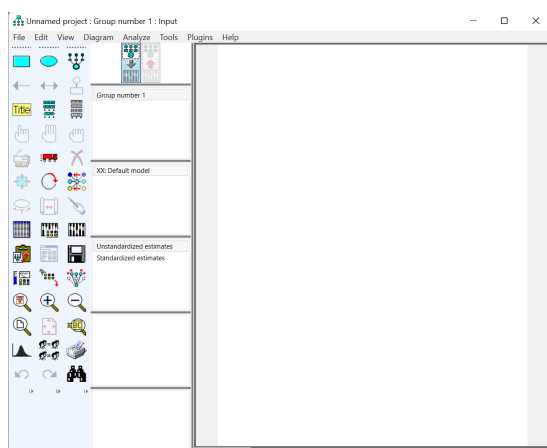 Unnamed project : Group number 1 : Input
File Edit View Diagram Analyze Tools Plugins Help
Title
Group number 1
XX: Default model
Unstandardized estimates
Standardized estimates